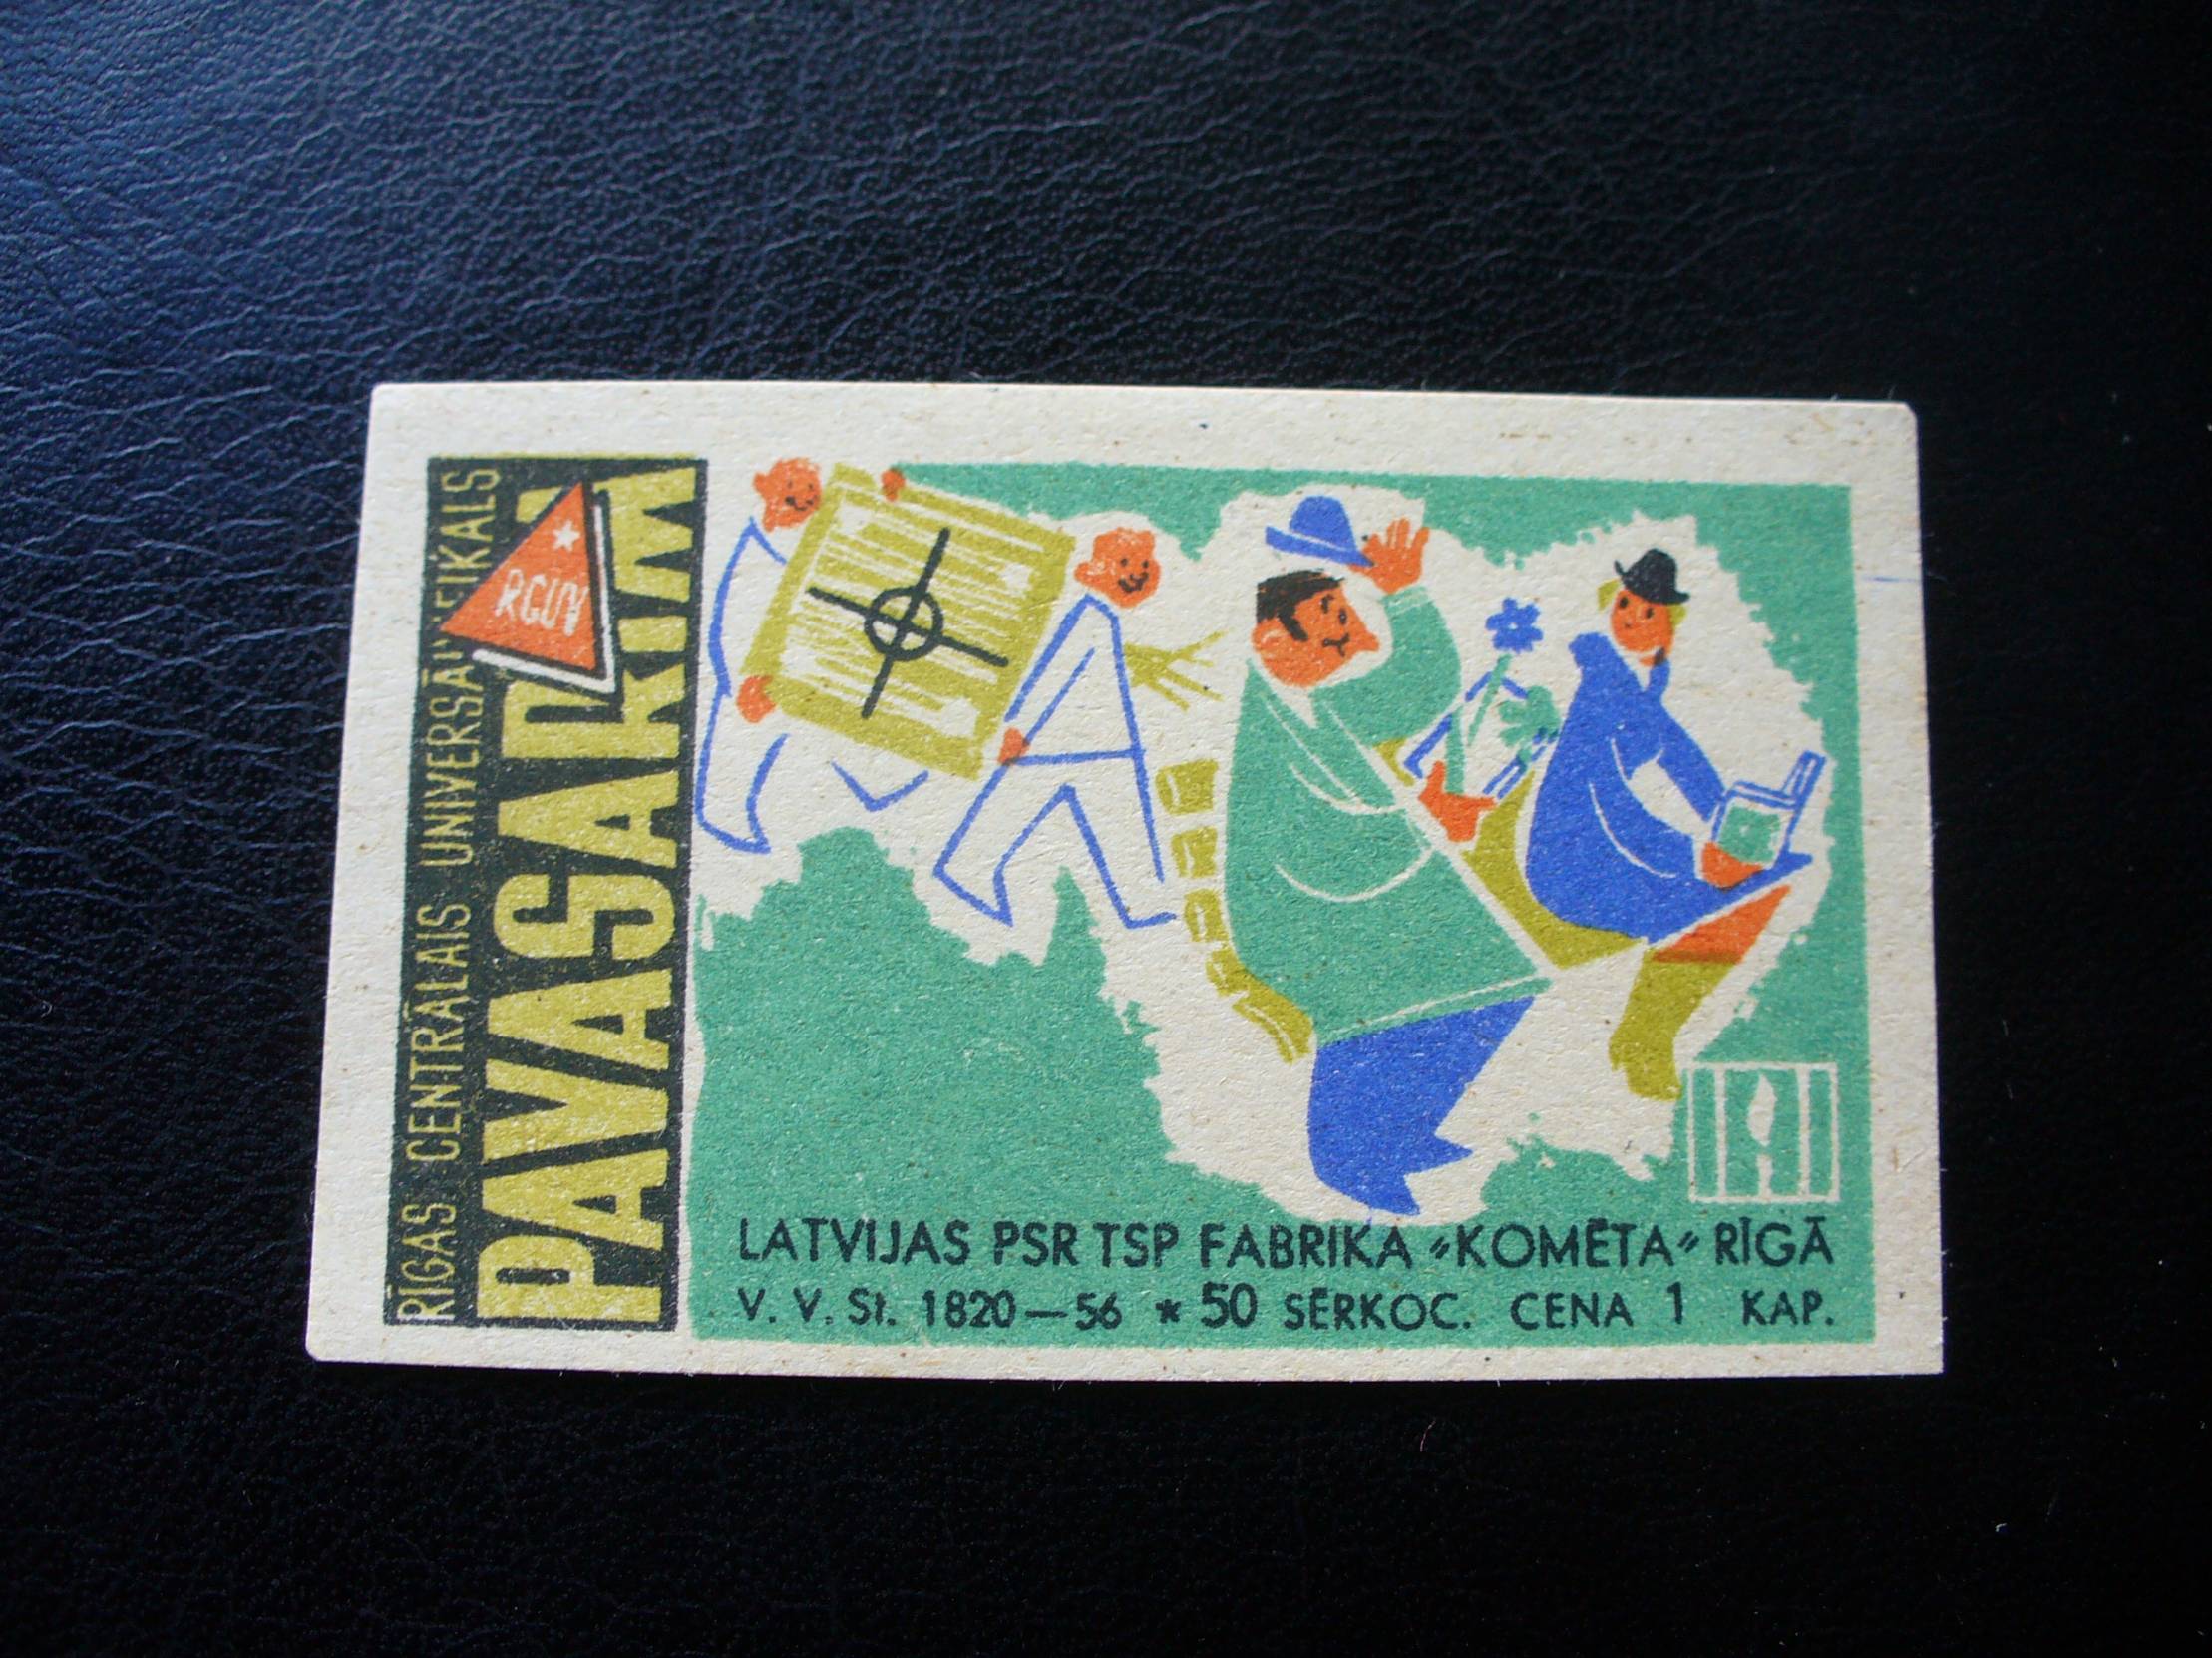 RĪGAS CENTRĀLAIS UNIVERSĀLVEIKALS
PAVASARIM
RCUV
LATVIJAS PSR TSP FABRIKA "KOMĒTA" RĪGĀ
V. V. St. 1820—56 * 50 SĒRKOC. CENA 1 KAP.